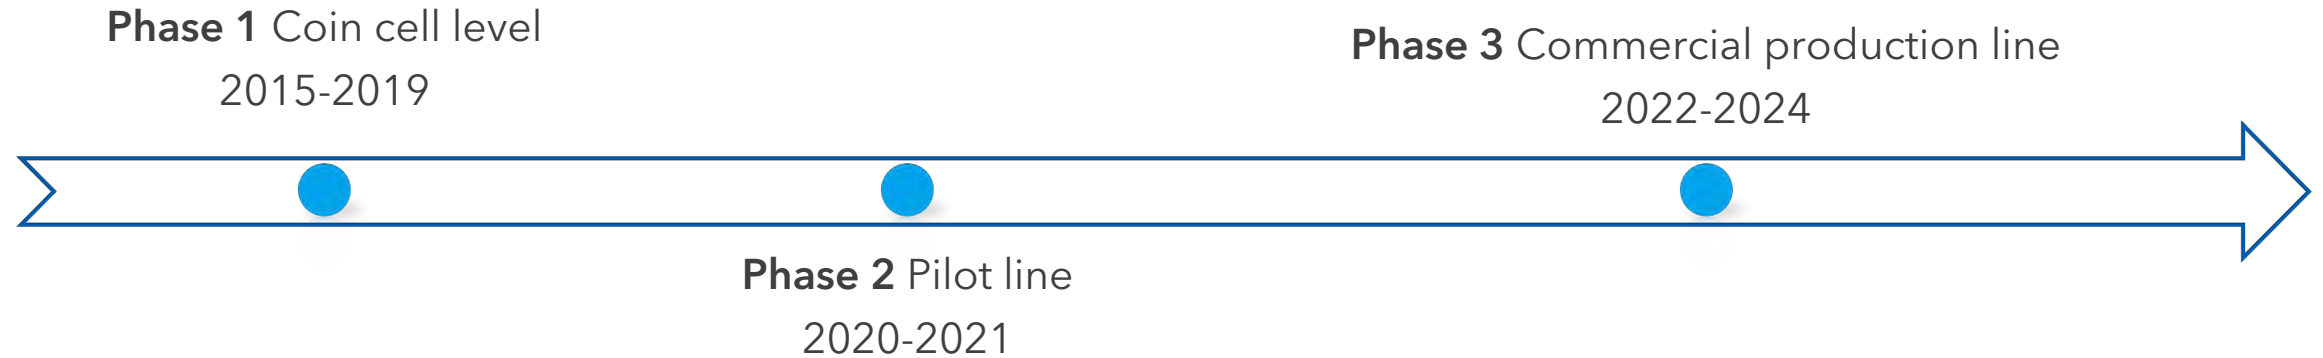 Phase 1 Coin cell level
2015-2019
Phase 2 Pilot line
2020-2021
Phase 3 Commercial production line
2022-2024